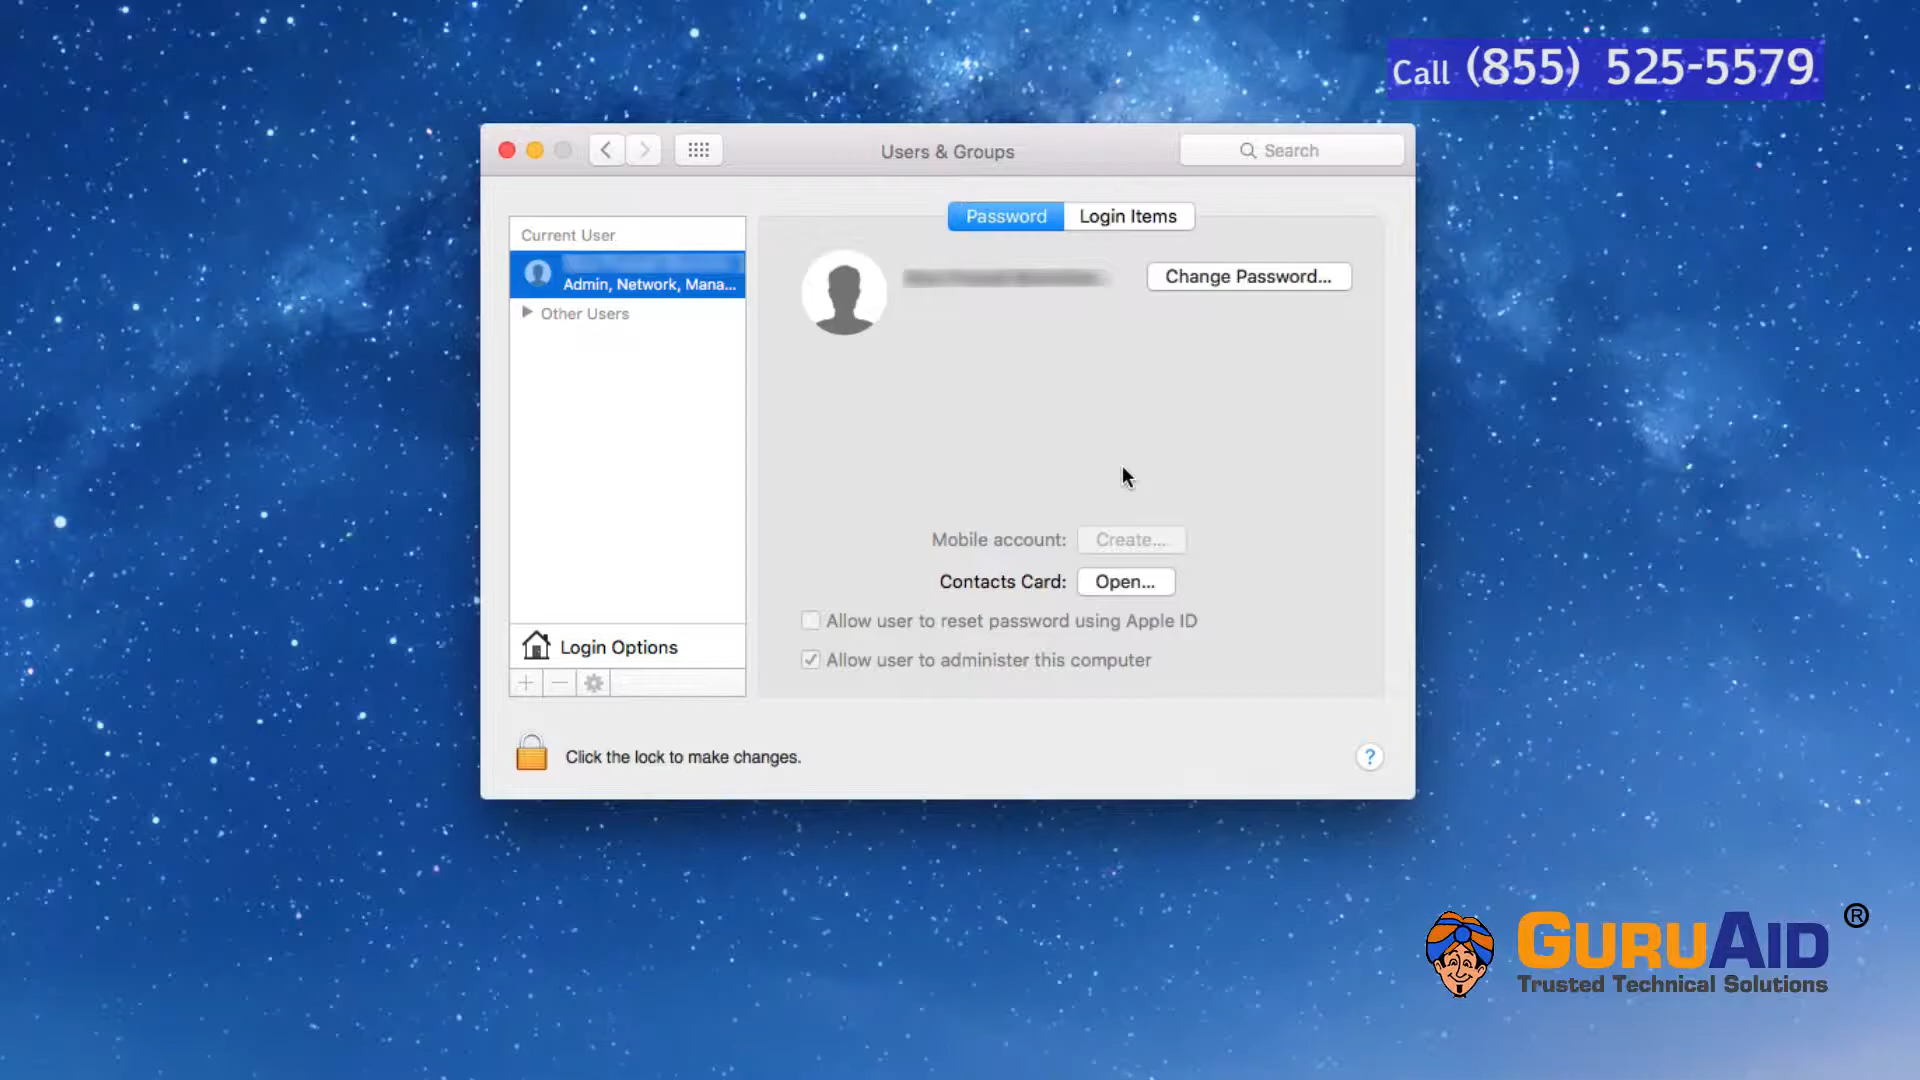 Call (855) 525-5579
Users & Groups
Search
Password
Login Items
Current User
Admin, Network, Mana...
Other Users
Change Password...
Mobile account: Create...
Contacts Card: Open...
Allow user to reset password using Apple ID
Allow user to administer this computer
Login Options
Click the lock to make changes.
?
GURUAID ®
Trusted Technical Solutions